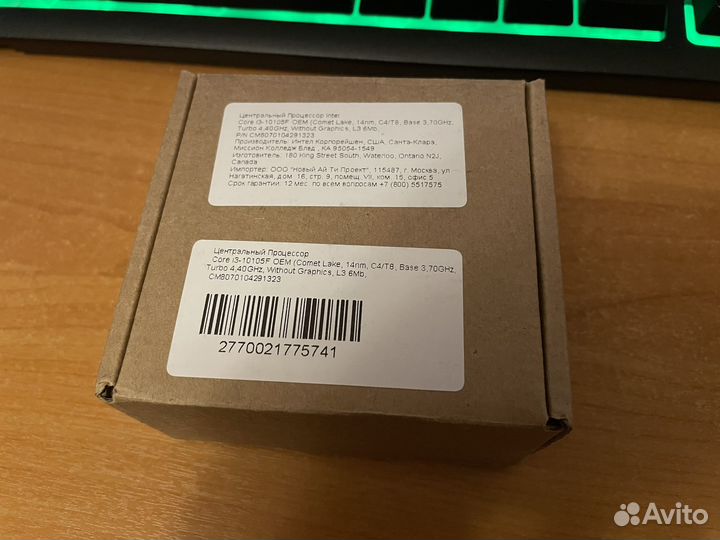 Центральный Процессор Intel
Core i3-10105F OEM (Comet Lake, 14nm, C4/T8, Base 3,70GHz,
Turbo 4,40GHz, Without Graphics, L3 6Mb,
P/N CM8070104291323
Производитель: Интел Корпорейшен, США, Санта-Клара,
Миссион Колледж Блвд., КА 95054-1549
Изготовитель: 180 King Street South, Waterloo, Ontario N2J,
Canada
Импортер: ООО "Новый Ай Ти Проект", 115487, г. Москва, ул
Нагатинская, дом. 16, стр. 9, помещ. VII, ком. 15, офис 5
Срок гарантии: 12 мес. по всем вопросам +7 (800) 5517575
Центральный Процессор
Core i3-10105F OEM (Comet Lake, 14nm, C4/T8, Base 3,70GHz,
Turbo 4,40GHz, Without Graphics, L3 6Mb,
CM8070104291323
2770021775741
Avito